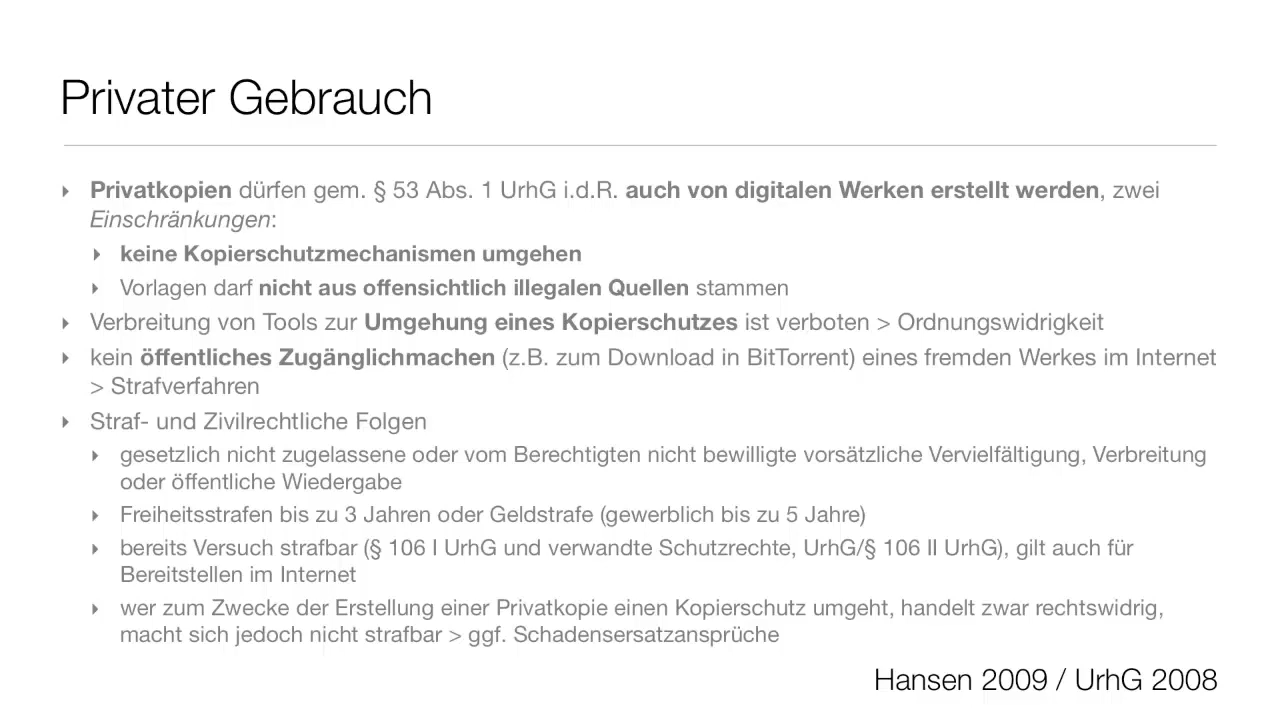 Privater Gebrauch
‣ Privatkopien dürfen gem. § 53 Abs. 1 UrhG i.d.R. auch von digitalen Werken erstellt werden, zwei
Einschränkungen:
‣ keine Kopierschutzmechanismen umgehen
‣ Vorlagen darf nicht aus offensichtlich illegalen Quellen stammen
‣ Verbreitung von Tools zur Umgehung eines Kopierschutzes ist verboten > Ordnungswidrigkeit
‣ kein öffentliches Zugänglichmachen (z.B. zum Download in BitTorrent) eines fremden Werkes im Internet
> Strafverfahren
‣ Straf- und Zivilrechtliche Folgen
‣ gesetzlich nicht zugelassene oder vom Berechtigten nicht bewilligte vorsätzliche Vervielfältigung, Verbreitung
oder öffentliche Wiedergabe
‣ Freiheitsstrafen bis zu 3 Jahren oder Geldstrafe (gewerblich bis zu 5 Jahre)
‣ bereits Versuch strafbar (§ 106 I UrhG und verwandte Schutzrechte, UrhG/§ 106 II UrhG), gilt auch für
Bereitstellen im Internet
‣ wer zum Zwecke der Erstellung einer Privatkopie einen Kopierschutz umgeht, handelt zwar rechtswidrig,
macht sich jedoch nicht strafbar > ggf. Schadensersatzansprüche
Hansen 2009 / UrhG 2008